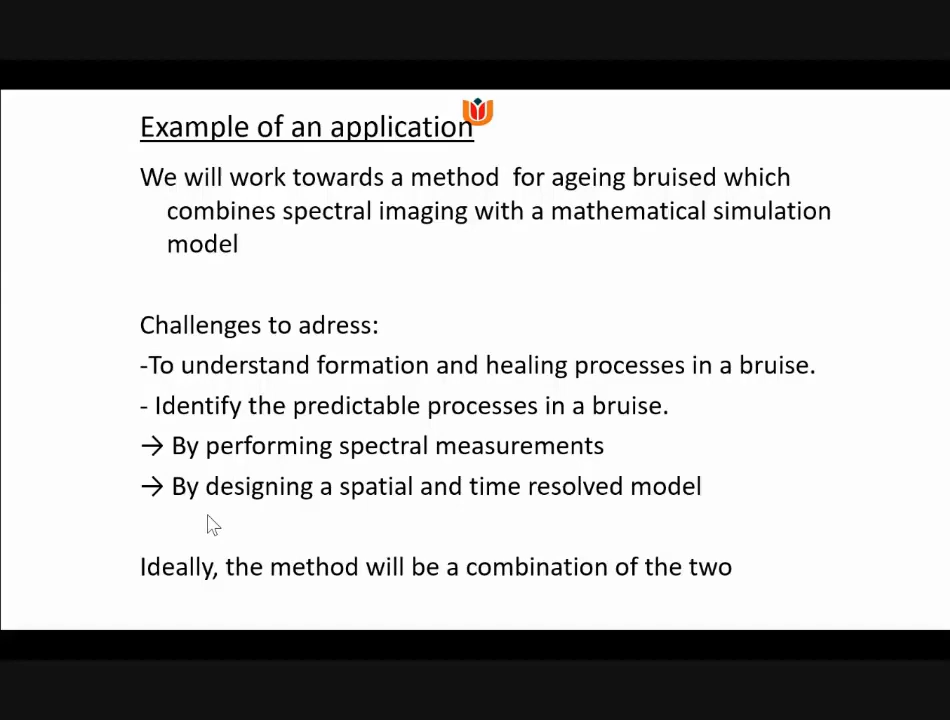 Example of an application
We will work towards a method  for ageing bruised which
combines spectral imaging with a mathematical simulation
model
Challenges to adress:
-To understand formation and healing processes in a bruise.
- Identify the predictable processes in a bruise.
→ By performing spectral measurements
→ By designing a spatial and time resolved model
Ideally, the method will be a combination of the two